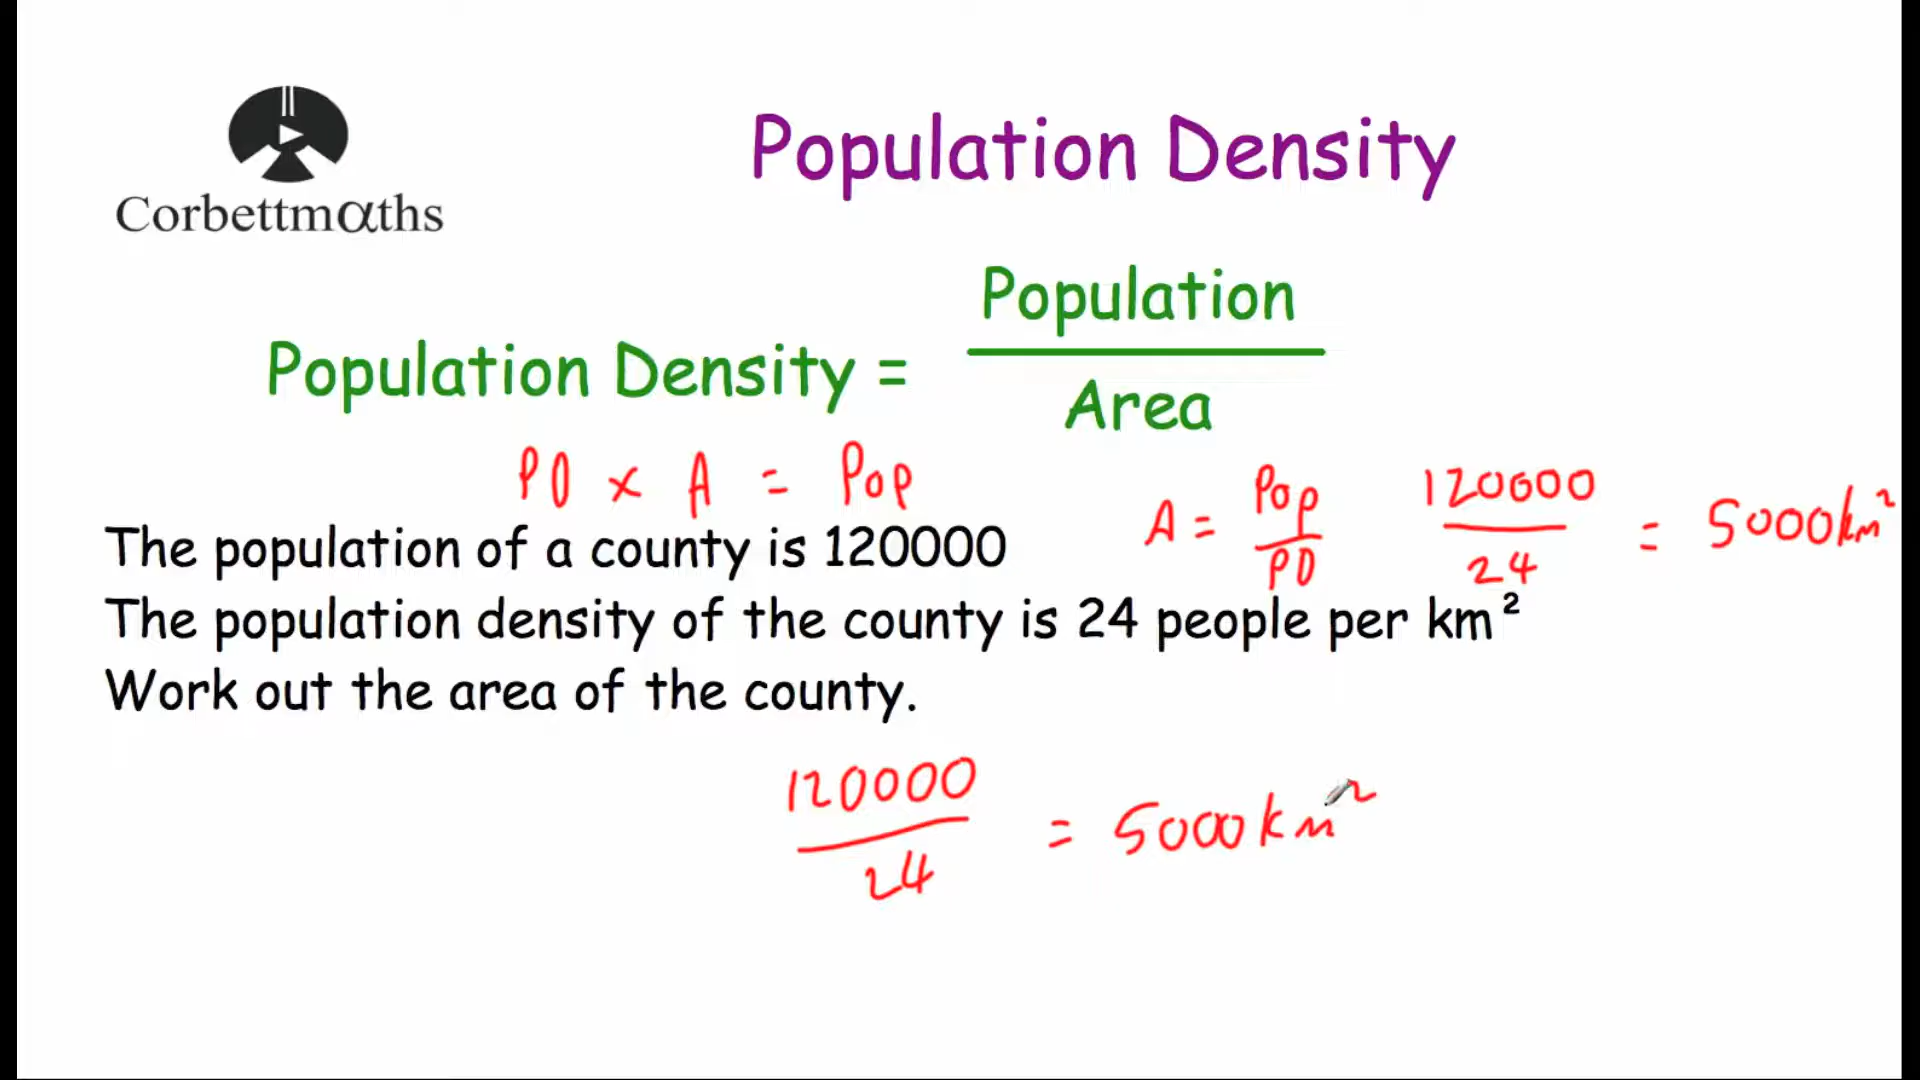 Corbettmαths
Population Density
Population Density = Population
Area
PD x A = Pop
A = Pop
PD
120000
24
= 5000km²
The population of a county is 120000
The population density of the county is 24 people per km²
Work out the area of the county.
120000
24
= 5000km²